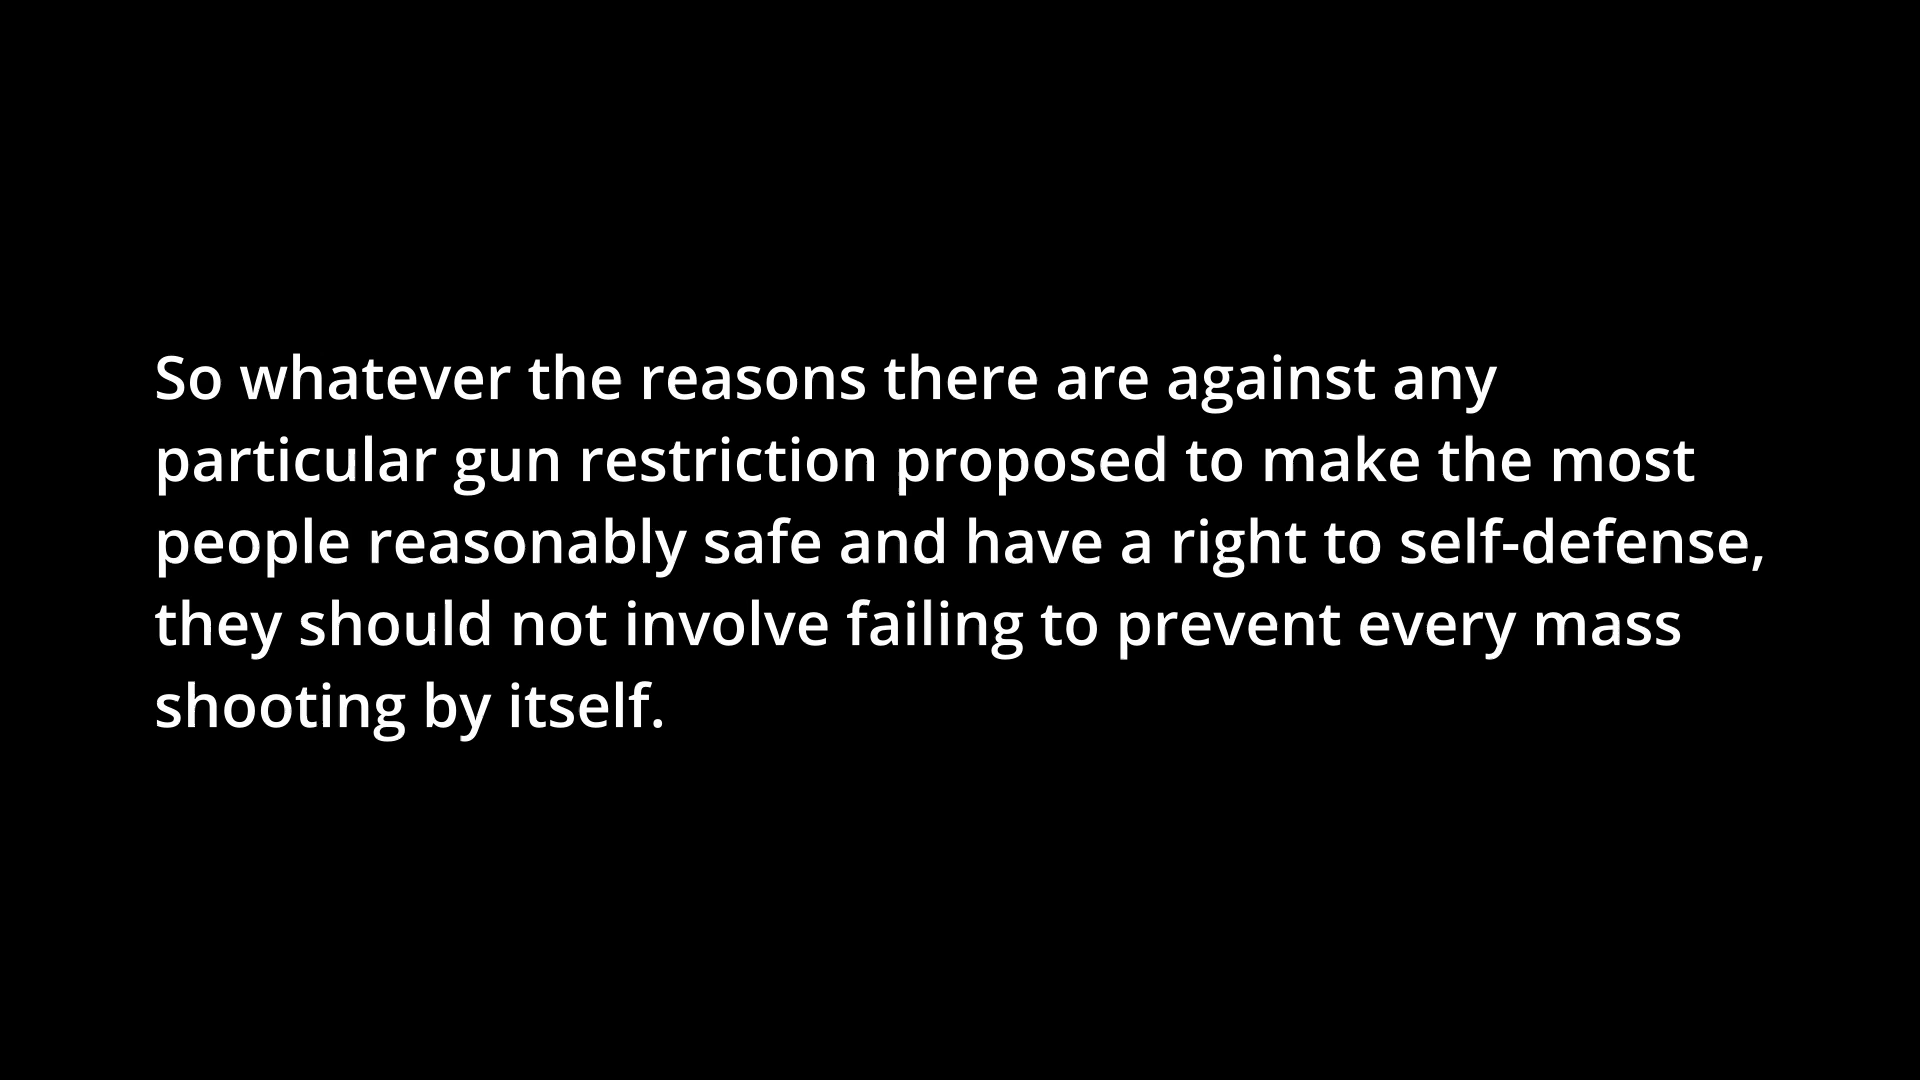 So whatever the reasons there are against any
particular gun restriction proposed to make the most
people reasonably safe and have a right to self-defense,
they should not involve failing to prevent every mass
shooting by itself.